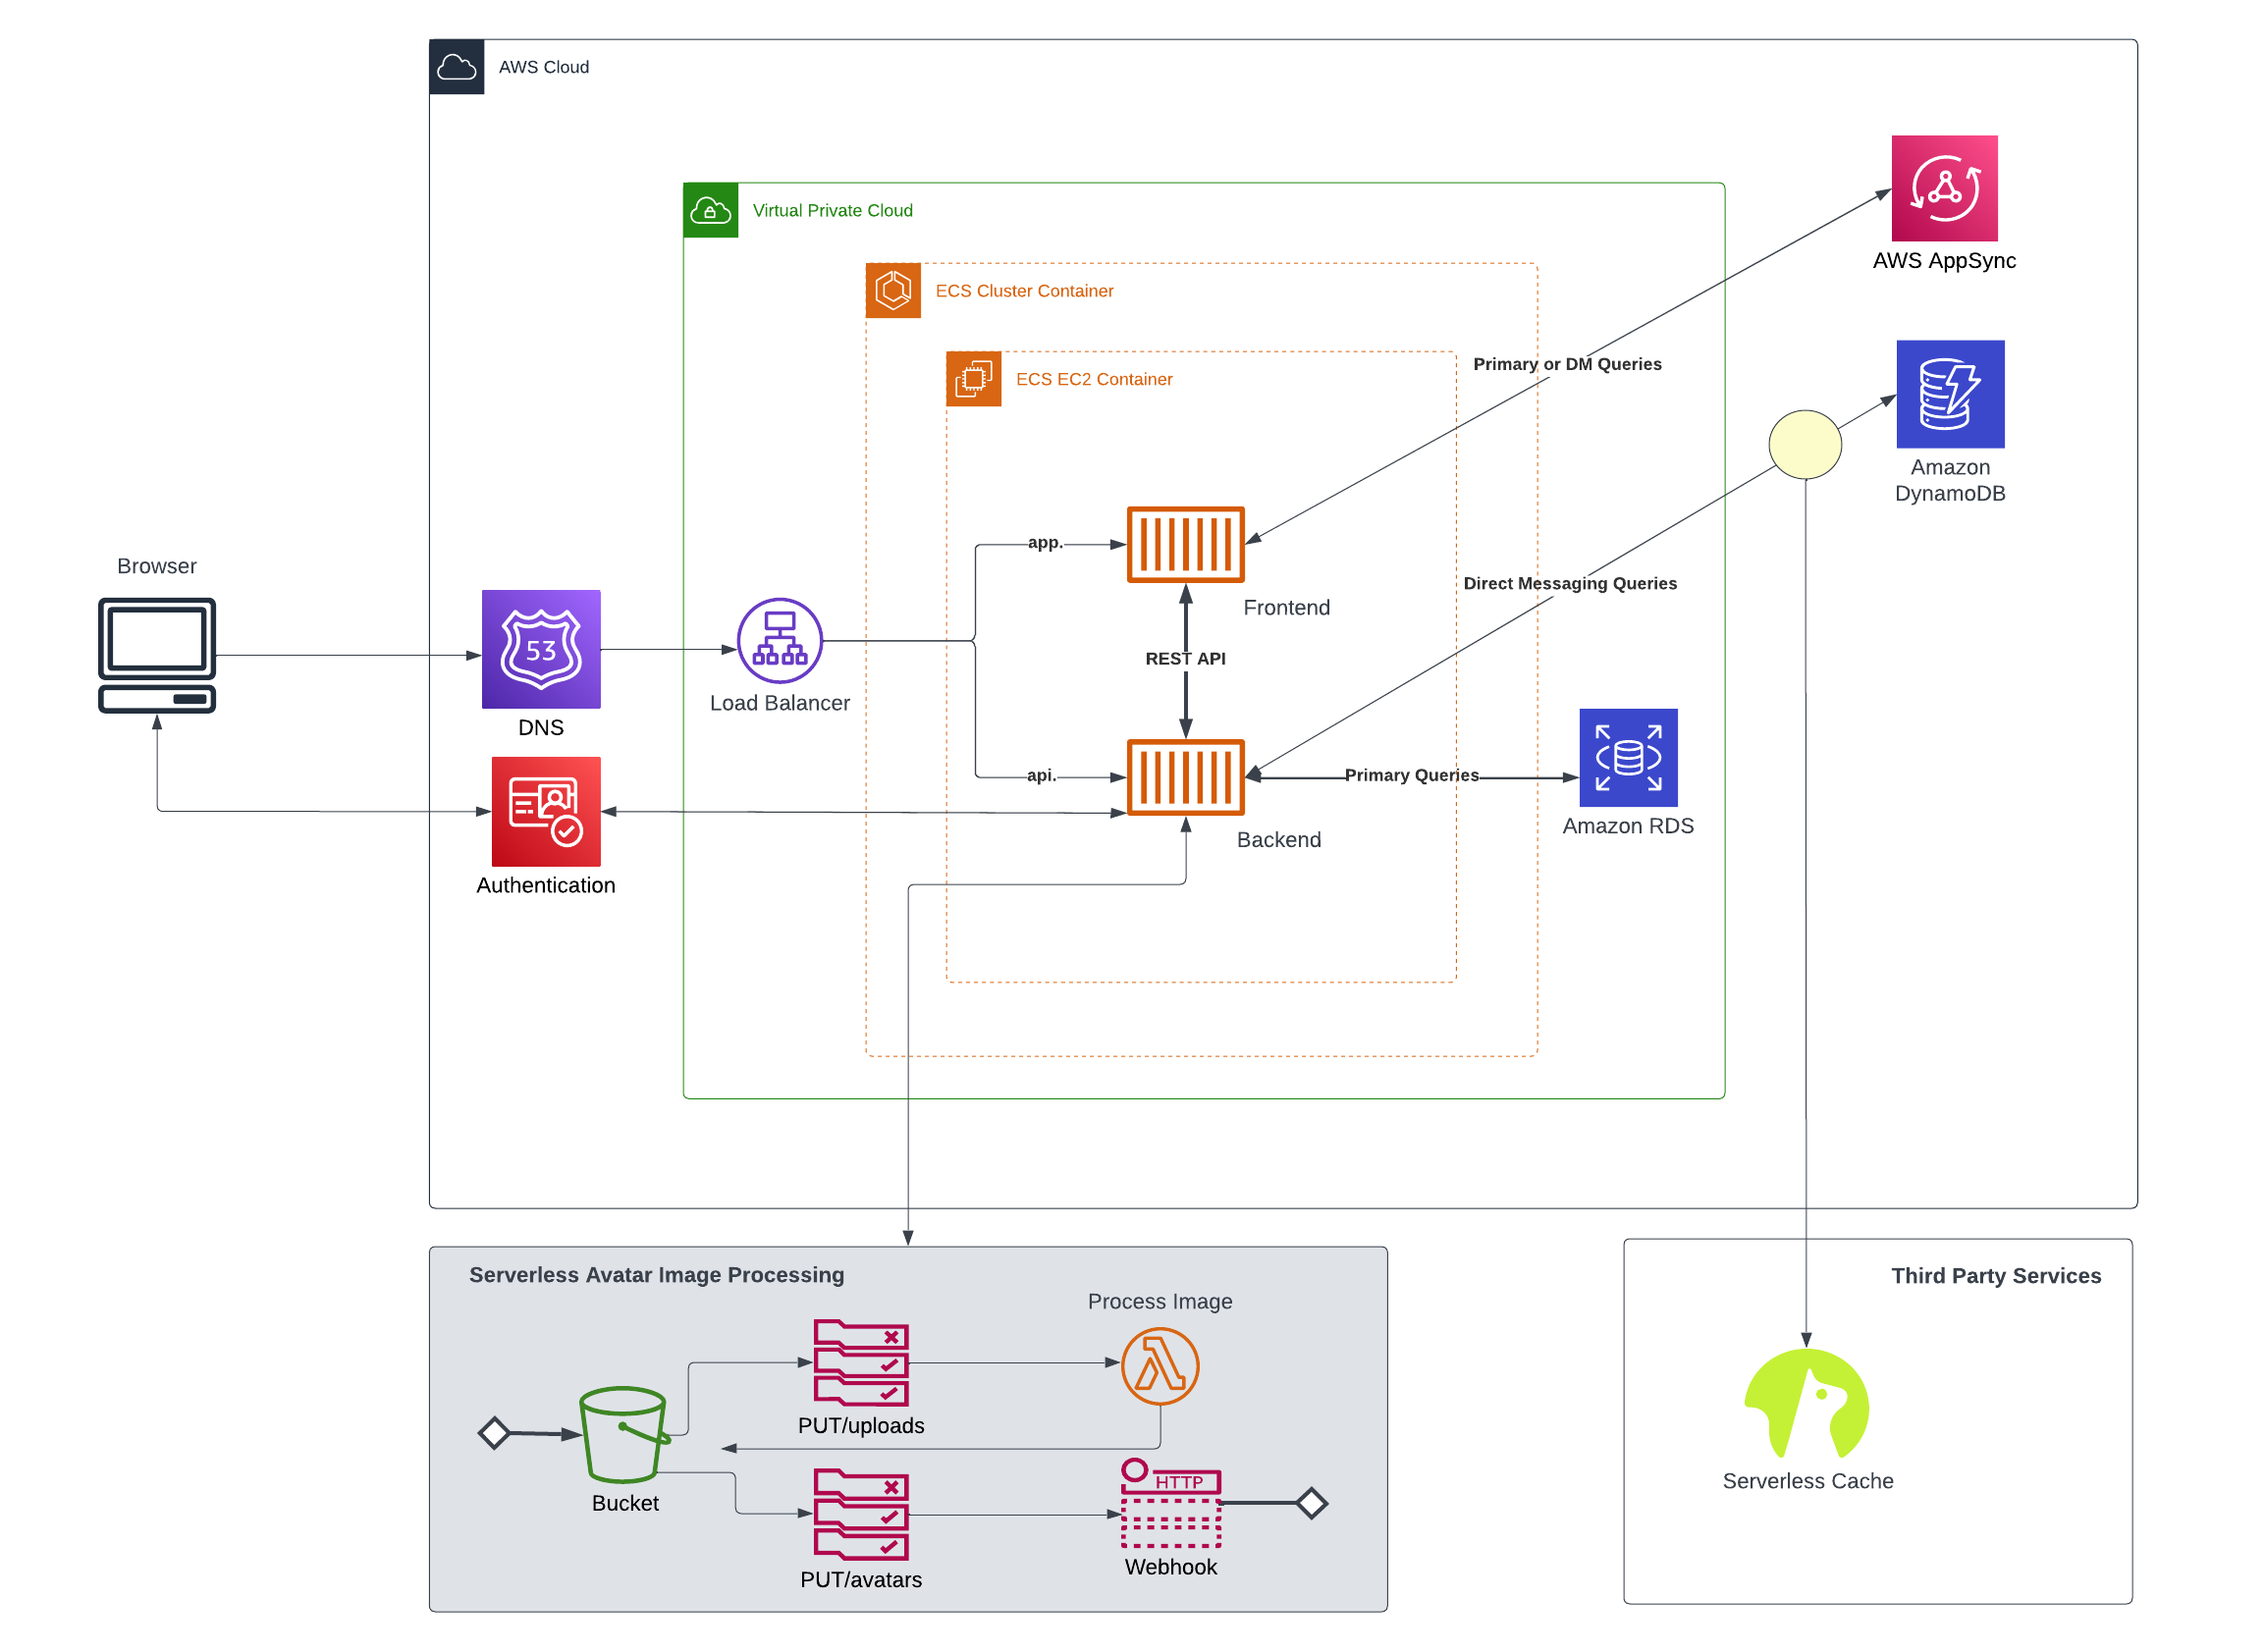 AWS Cloud
Virtual Private Cloud
AWS AppSync
ECS Cluster Container
ECS EC2 Container
Primary or DM Queries
Amazon
DynamoDB
app.
Browser
Direct Messaging Queries
Frontend
53
REST API
Load Balancer
DNS
api.
Primary Queries
Amazon RDS
Backend
Authentication
Serverless Avatar Image Processing
Third Party Services
Process Image
PUT/uploads
HTTP
Serverless Cache
Bucket
Webhook
PUT/avatars